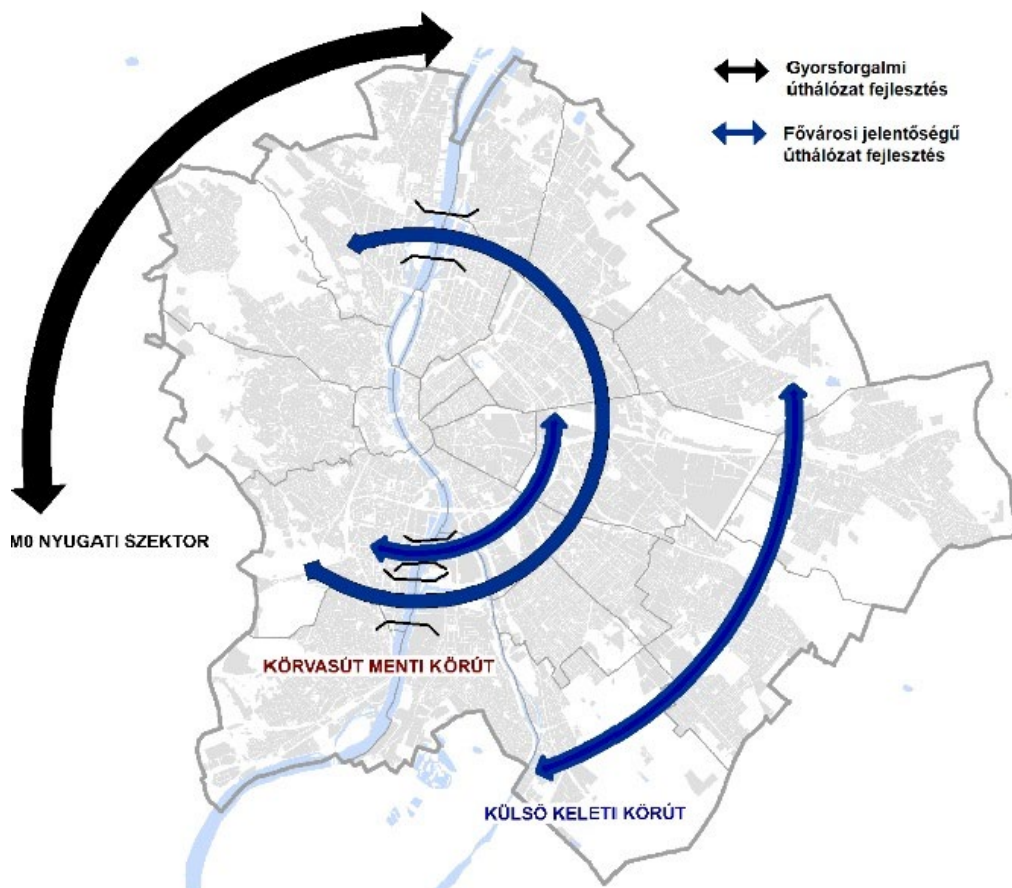 Gyorsforgalmi
úthálózat fejlesztés
Fővárosi jelentőségű
úthálózat fejlesztés
M0 NYUGATI SZEKTOR
KÖRVASÚT MENTI KÖRÚT
KÜLSŐ KELETI KÖRÚT